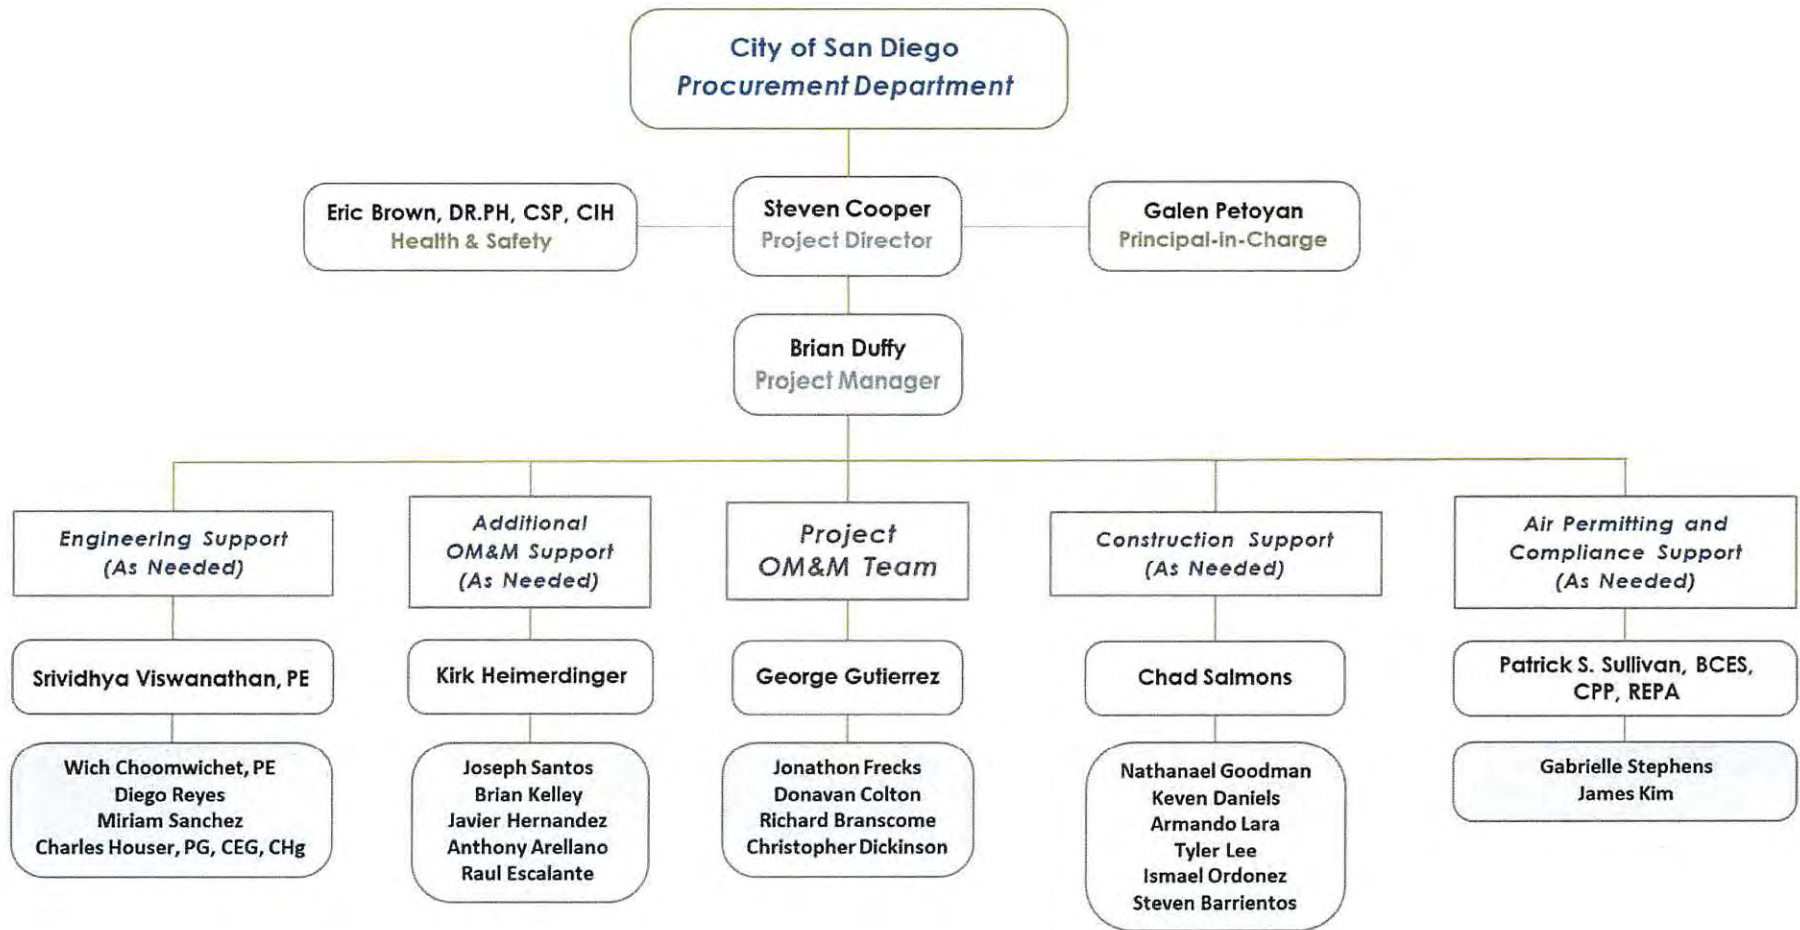 City of San Diego
Procurement Department
Eric Brown, DR.PH, CSP, CIH
Health & Safety
Steven Cooper
Project Director
Galen Petoyan
Principal-in-Charge
Brian Duffy
Project Manager
Engineering Support
(As Needed)
Additional
OM&M Support
(As Needed)
Project
OM&M Team
Construction Support
(As Needed)
Air Permitting and
Compliance Support
(As Needed)
Srividhya Viswanathan, PE
Kirk Heimerdinger
George Gutierrez
Chad Salmons
Patrick S. Sullivan, BCES,
CPP, REPA
Wich Choomwichet, PE
Diego Reyes
Miriam Sanchez
Charles Houser, PG, CEG, CHg
Joseph Santos
Brian Kelley
Javier Hernandez
Anthony Arellano
Raul Escalante
Jonathon Frecks
Donavan Colton
Richard Branscome
Christopher Dickinson
Nathanael Goodman
Keven Daniels
Armando Lara
Tyler Lee
Ismael Ordonez
Steven Barrientos
Gabrielle Stephens
James Kim